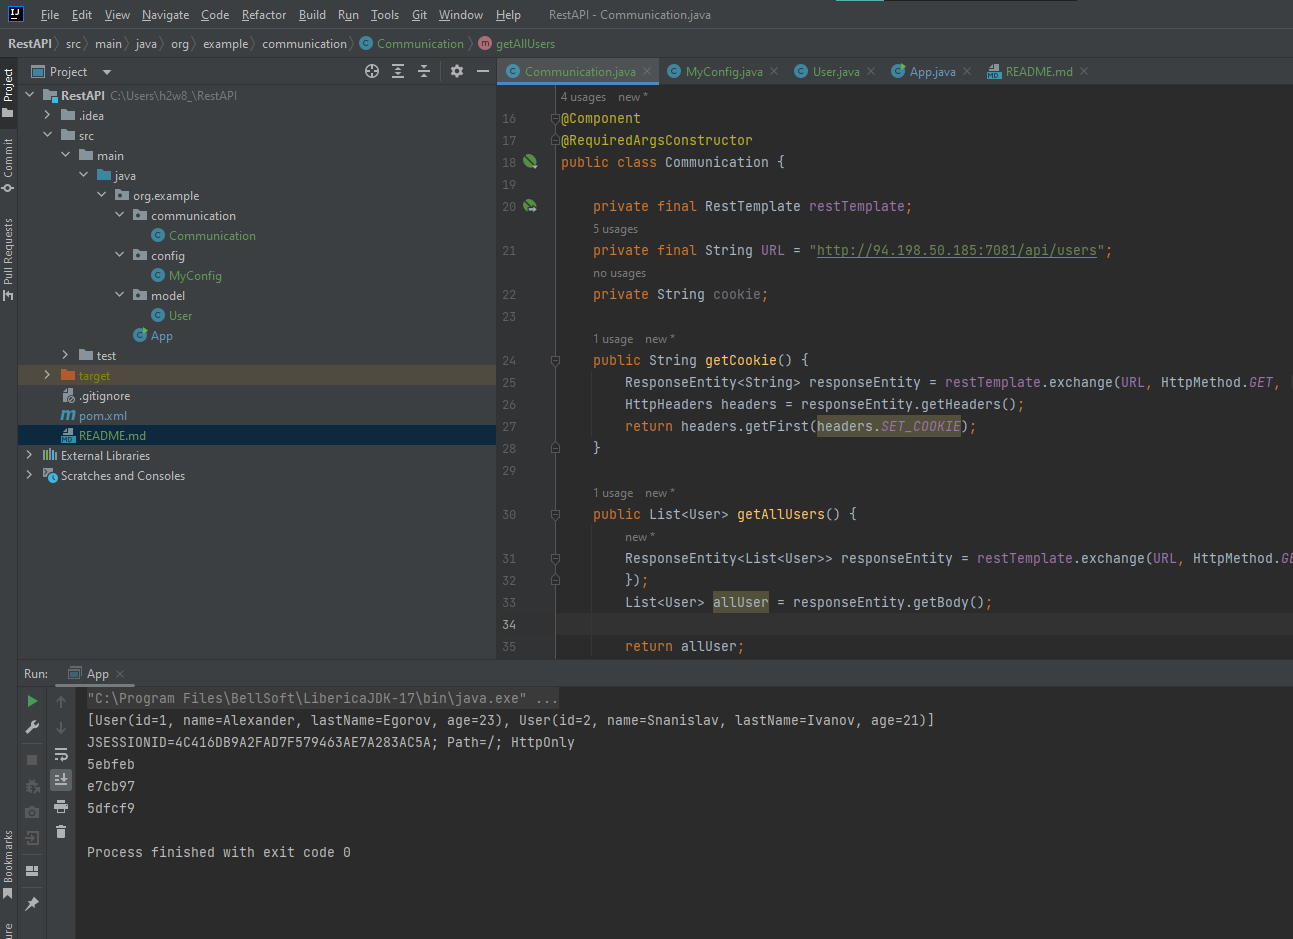 File Edit View Navigate Code Refactor Build Run Tools Git Window Help RestAPI - Communication.java
RestAPI src main java org example communication Communication getAllUsers
Project
Communication.java MyConfig.java User.java App.java README.md
Project
Commit
Pull Requests
Bookmarks
RestAPI C:\Users\h2w8_\RestAPI
.idea
src
main
java
org.example
communication
Communication
config
MyConfig
model
User
App
test
target
.gitignore
pom.xml
README.md
External Libraries
Scratches and Consoles
4 usages new *
16 @Component
17 @RequiredArgsConstructor
18 public class Communication {
19
20 private final RestTemplate restTemplate;
5 usages
21 private final String URL = "http://94.198.50.185:7081/api/users";
no usages
22 private String cookie;
23
1 usage new *
24 public String getCookie() {
25 ResponseEntity<String> responseEntity = restTemplate.exchange(URL, HttpMethod.GET,
26 HttpHeaders headers = responseEntity.getHeaders();
27 return headers.getFirst(headers.SET_COOKIE);
28 }
29
1 usage new *
30 public List<User> getAllUsers() {
new *
31 ResponseEntity<List<User>> responseEntity = restTemplate.exchange(URL, HttpMethod.GE
32 });
33 List<User> allUser = responseEntity.getBody();
34
35 return allUser;
Run: App
"C:\Program Files\BellSoft\LibericaJDK-17\bin\java.exe" ...
[User(id=1, name=Alexander, lastName=Egorov, age=23), User(id=2, name=Snanislav, lastName=Ivanov, age=21)]
JSESSIONID=4C416DB9A2FAD7F579463AE7A283AC5A; Path=/; HttpOnly
5ebfeb
e7cb97
5dfcf9
Process finished with exit code 0